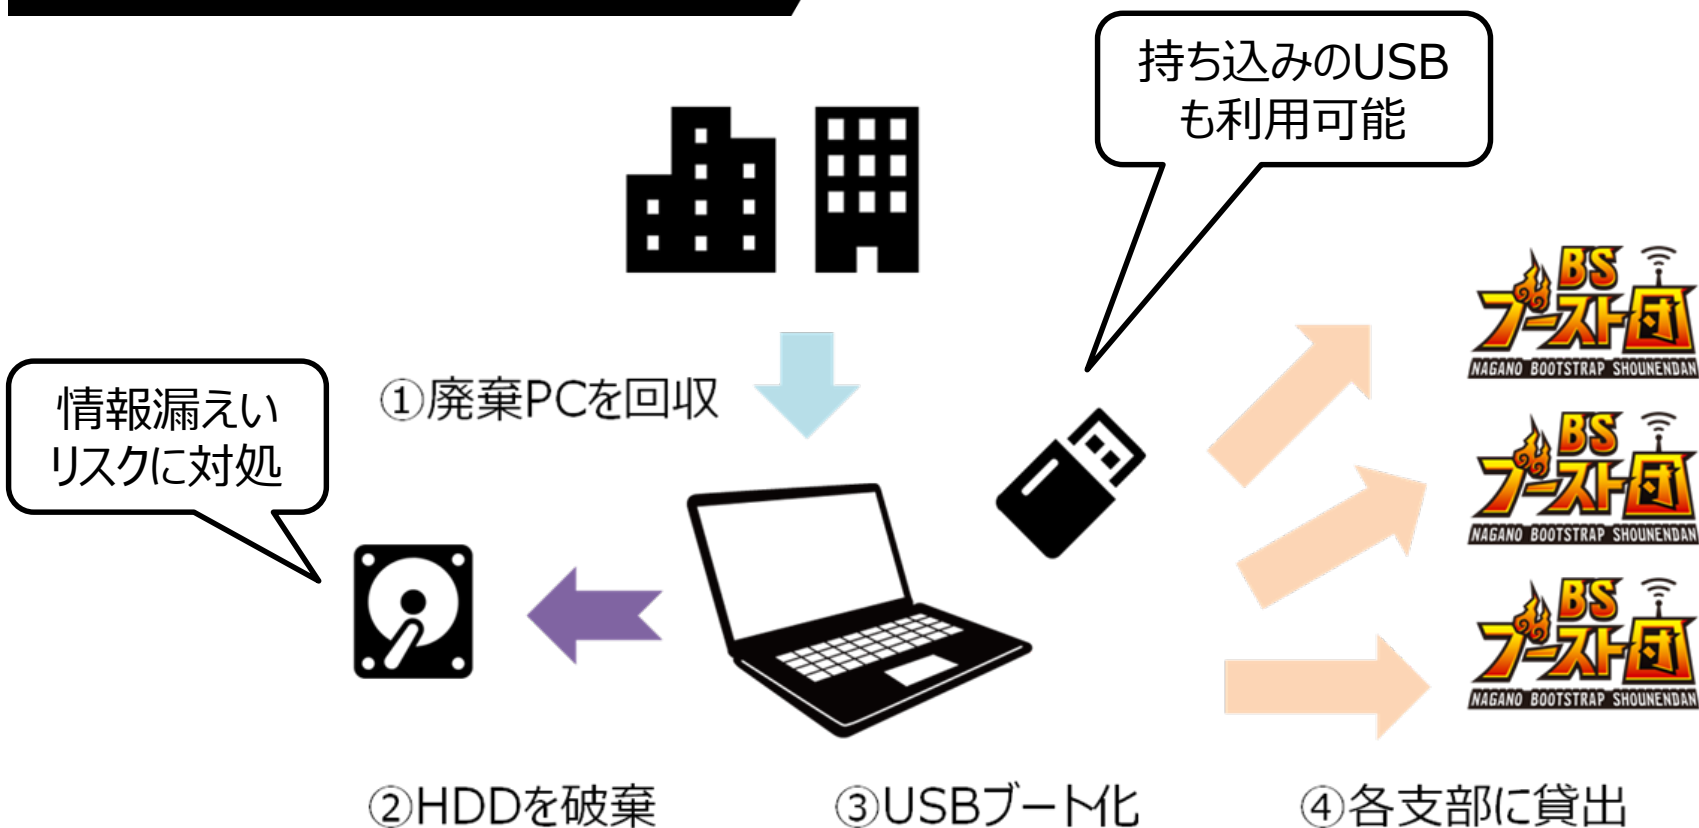 持ち込みのUSB
も利用可能
情報漏えい
リスクに対処
①廃棄PCを回収
BS
ブースト団
NAGANO BOOTSTRAP SHOUNENDAN
BS
ブースト団
NAGANO BOOTSTRAP SHOUNENDAN
BS
ブースト団
NAGANO BOOTSTRAP SHOUNENDAN
②HDDを破棄
③USBブート化
④各支部に貸出